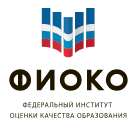 ФИОКО
ФЕДЕРАЛЬНЫЙ ИНСТИТУТ
ОЦЕНКИ КАЧЕСТВА ОБРАЗОВАНИЯ